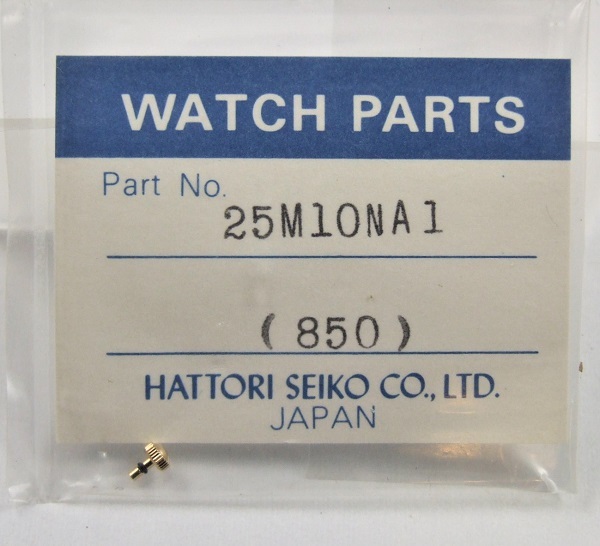 WATCH PARTS
Part No.
25M10NA1
(850)
HATTORI SEIKO CO., LTD.
JAPAN